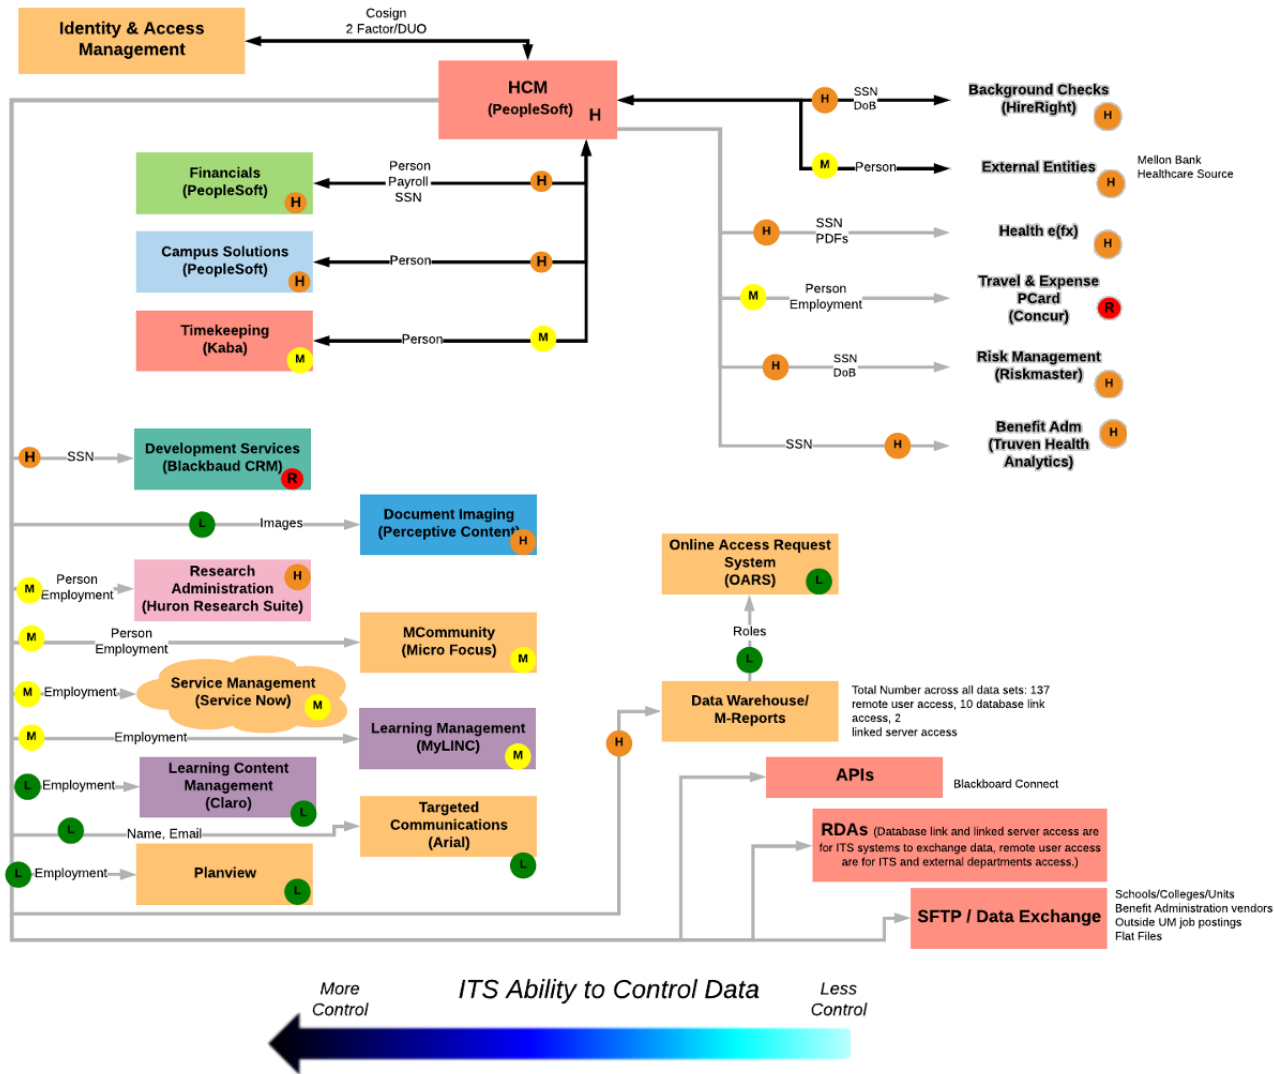 Identity & Access
Management
Cosign
2 Factor/DUO
HCM
(PeopleSoft)
H
H
SSN
DoB
Background Checks
(HireRight)
H
M
Person
External Entities
H
Mellon Bank
Healthcare Source
Financials
(PeopleSoft)
H
Person
Payroll
SSN
H
Campus Solutions
(PeopleSoft)
H
Person
H
Timekeeping
(Kaba)
M
Person
M
H
SSN
PDFs
Health e(fx)
H
M
Person
Employment
Travel & Expense
PCard
(Concur)
R
H
SSN
DoB
Risk Management
(Riskmaster)
H
SSN
H
Benefit Adm
(Truven Health
Analytics)
H
H
SSN
Development Services
(Blackbaud CRM)
R
L
Images
Document Imaging
(Perceptive Content)
H
M
Person
Employment
Research
Administration
(Huron Research Suite)
H
M
Person
Employment
MCommunity
(Micro Focus)
M
M
Employment
Service Management
(Service Now)
M
M
Employment
Learning Management
(MyLINC)
M
L
Employment
Learning Content
Management
(Claro)
L
L
Name, Email
Targeted
Communications
(Arial)
L
L
Employment
Planview
L
Online Access Request
System
(OARS)
L
Roles
L
Data Warehouse/
M-Reports
H
Total Number across all data sets: 137
remote user access, 10 database link
access, 2
linked server access
APIs
Blackboard Connect
RDAs (Database link and linked server access are
for ITS systems to exchange data, remote user access
are for ITS and external departments access.)
SFTP / Data Exchange
Schools/Colleges/Units
Benefit Administration vendors
Outside UM job postings
Flat Files
More
Control
ITS Ability to Control Data
Less
Control